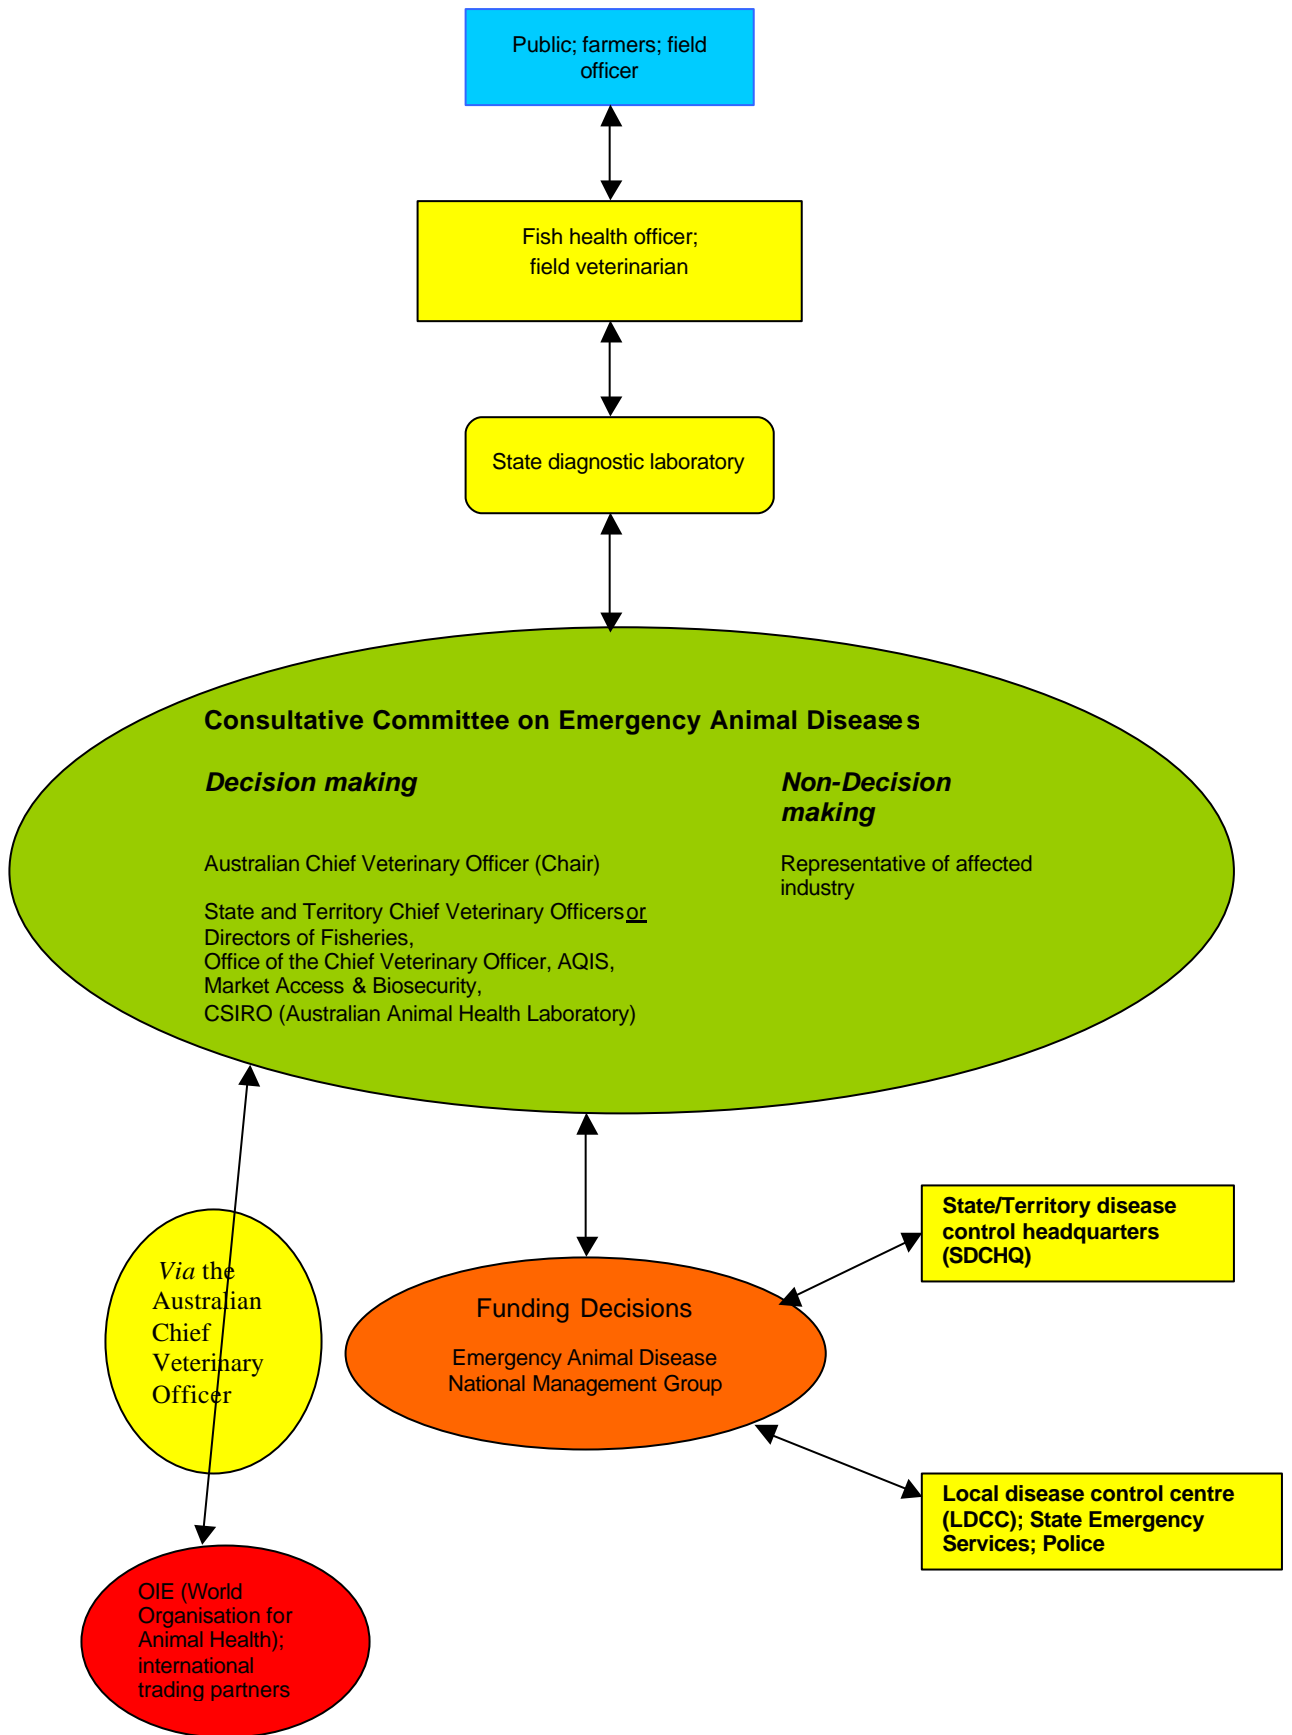 Public; farmers; field
officer
Fish health officer;
field veterinarian
State diagnostic laboratory
Consultative Committee on Emergency Animal Diseases
Decision making
Non-Decision
making
Australian Chief Veterinary Officer (Chair)
Representative of affected
industry
State and Territory Chief Veterinary Officers or
Directors of Fisheries,
Office of the Chief Veterinary Officer, AQIS,
Market Access & Biosecurity,
CSIRO (Australian Animal Health Laboratory)
State/Territory disease
control headquarters
(SDCHQ)
Via the
Australian
Chief
Veterinary
Officer
Funding Decisions
Emergency Animal Disease
National Management Group
Local disease control centre
(LDCC); State Emergency
Services; Police
OIE (World
Organisation for
Animal Health);
international
trading partners